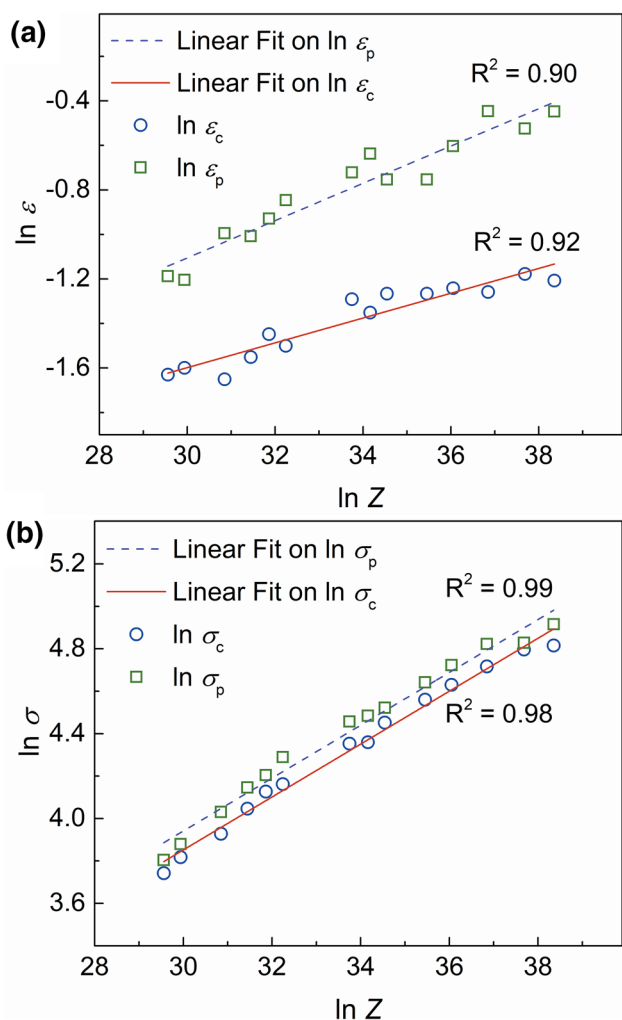 (a)
Linear Fit on ln εp
Linear Fit on ln εc
ln εc
ln εp
R² = 0.90
R² = 0.92
-0.4
-0.8
-1.2
-1.6
ln ε
28 30 32 34 36 38
ln Z
(b)
Linear Fit on ln σp
Linear Fit on ln σc
ln σc
ln σp
R² = 0.99
R² = 0.98
5.2
4.8
4.4
4.0
3.6
ln σ
28 30 32 34 36 38
ln Z